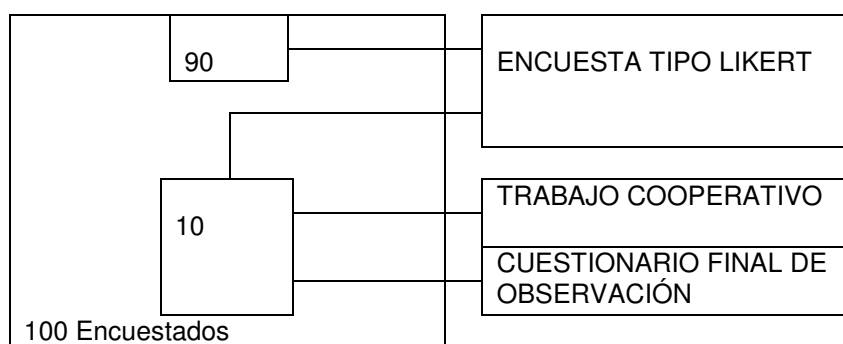 90
ENCUESTA TIPO LIKERT
10
TRABAJO COOPERATIVO
CUESTIONARIO FINAL DE
OBSERVACIÓN
100 Encuestados